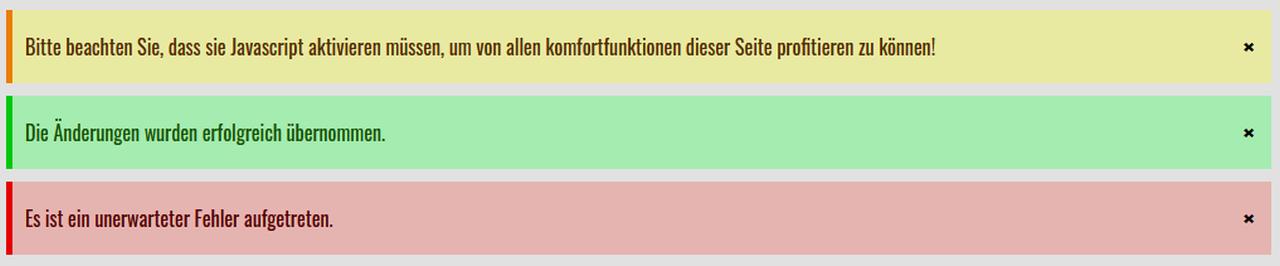 Bitte beachten Sie, dass sie Javascript aktivieren müssen, um von allen komfortfunktionen dieser Seite profitieren zu können!
Die Änderungen wurden erfolgreich übernommen.
Es ist ein unerwarteter Fehler aufgetreten.